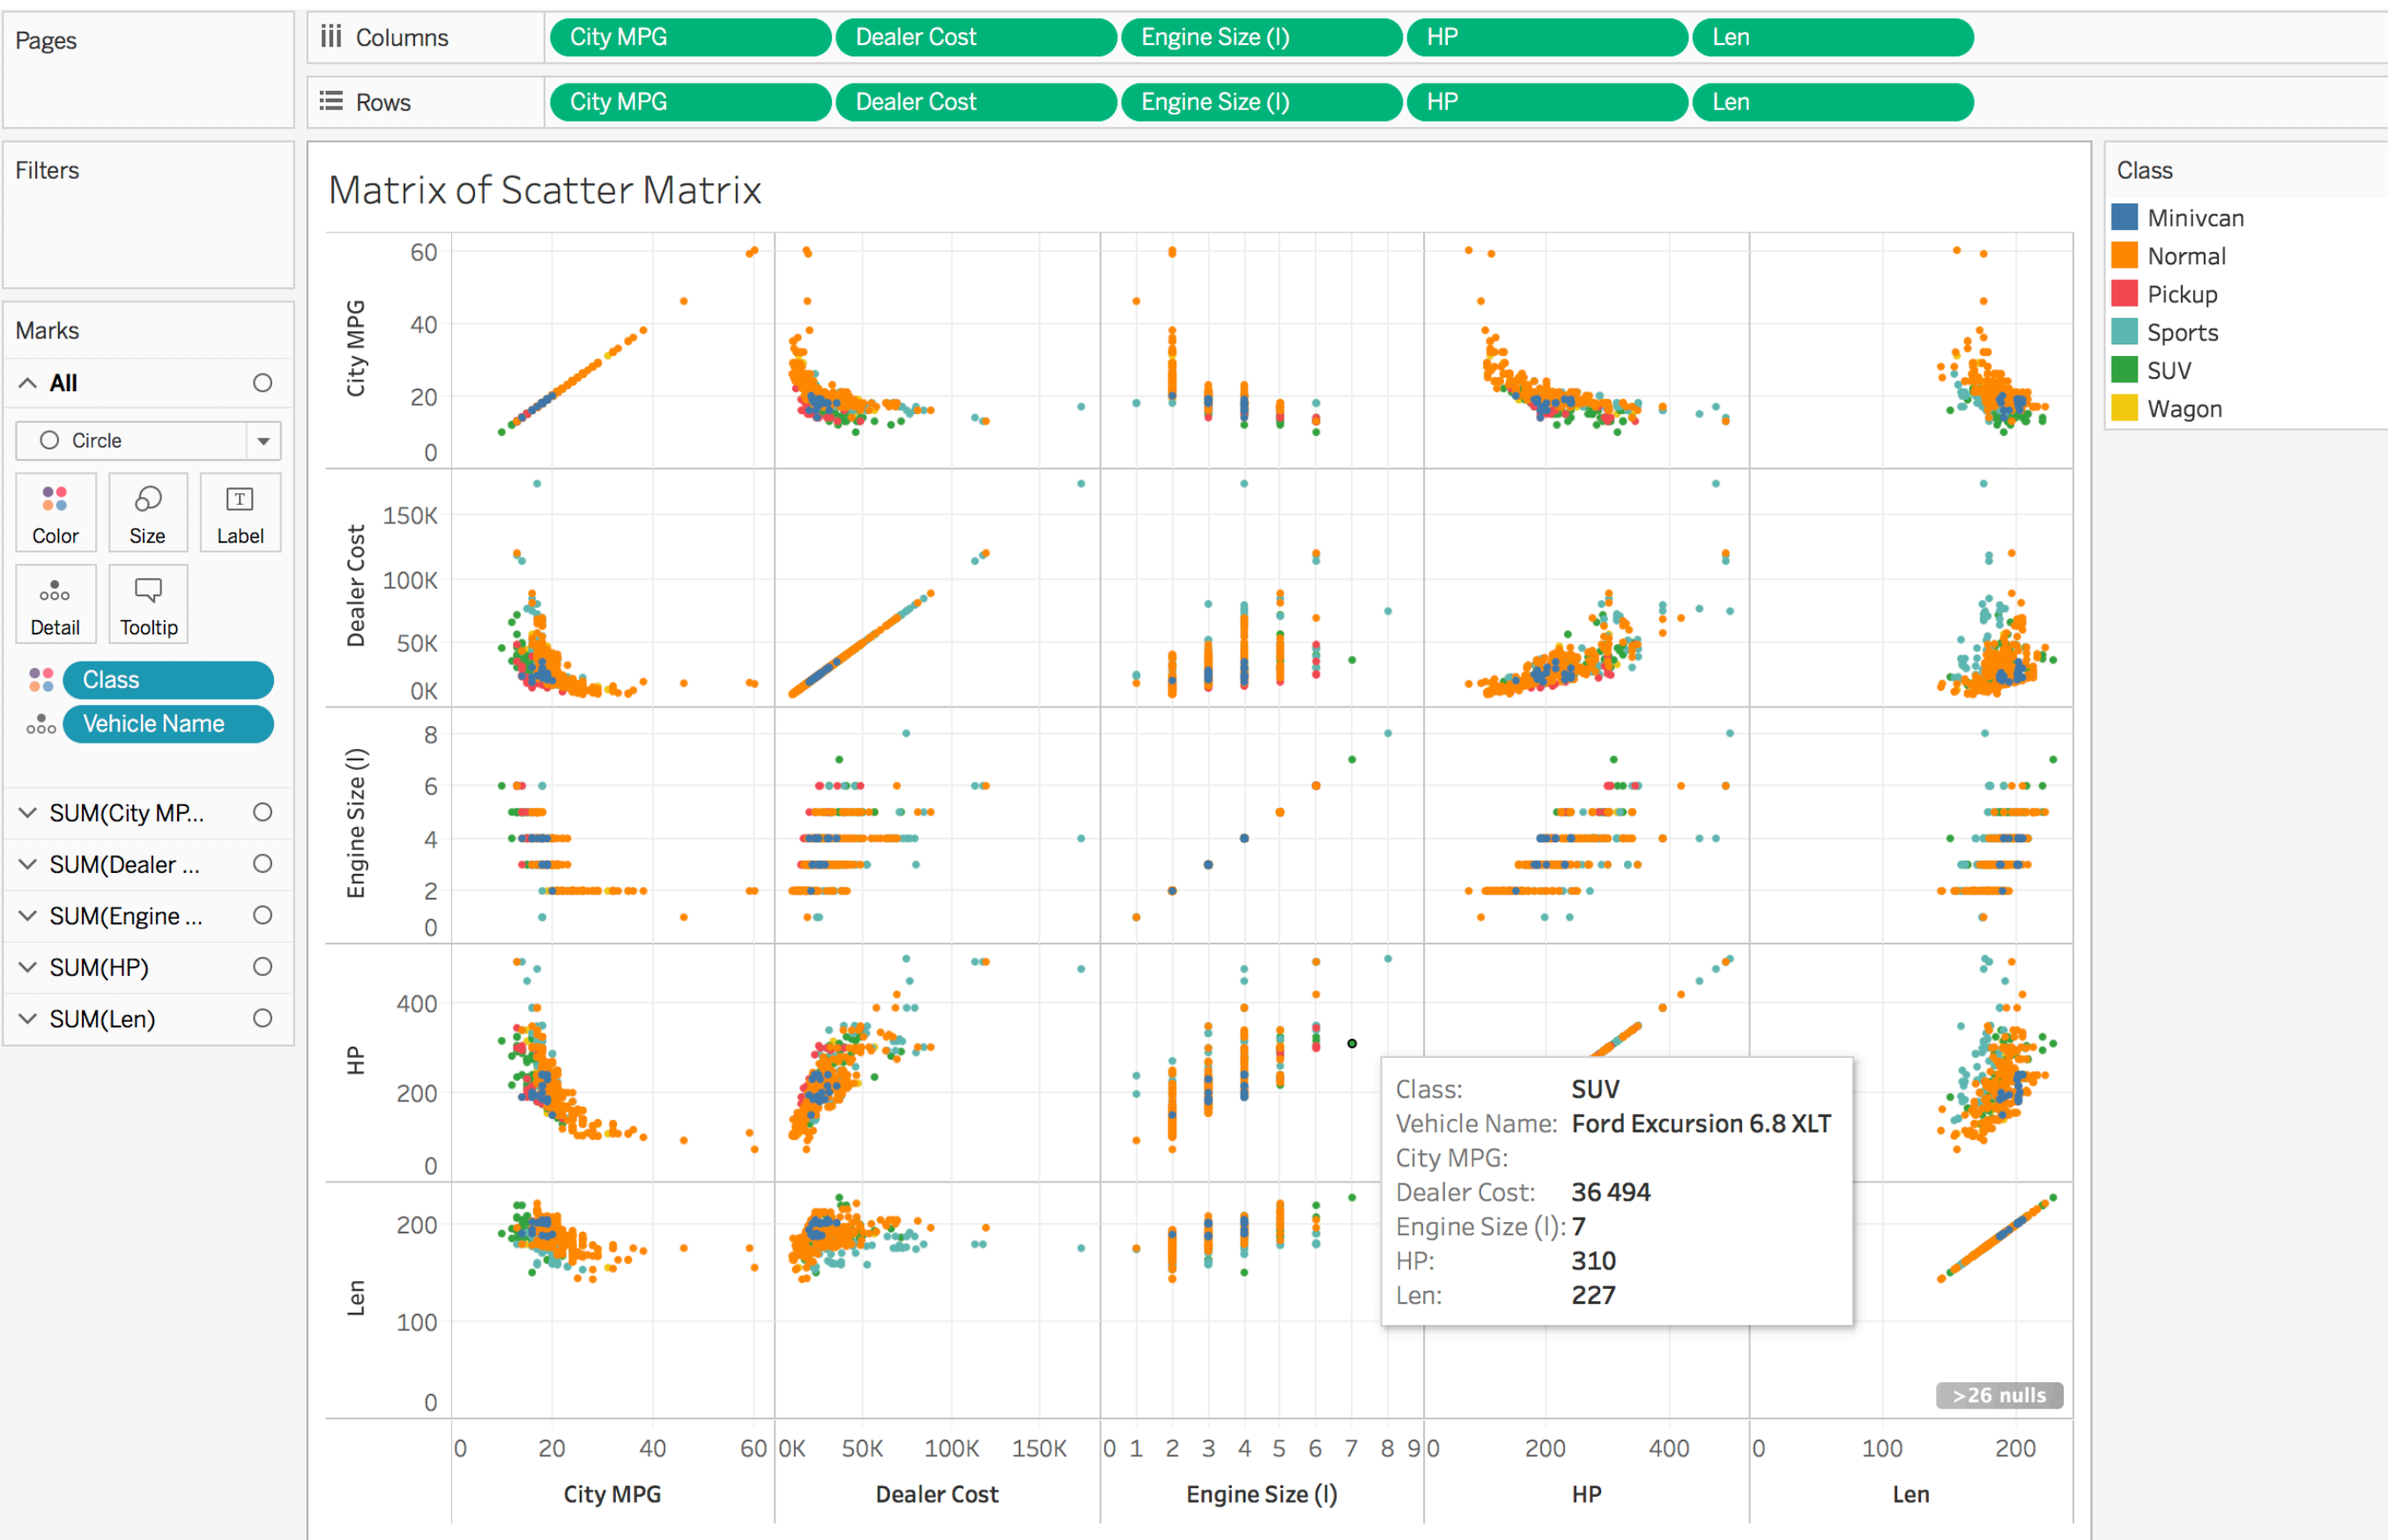 Pages
Columns City MPG Dealer Cost Engine Size (l) HP Len
Rows City MPG Dealer Cost Engine Size (l) HP Len
Filters
Marks
All
Circle
Color Size Label
Detail Tooltip
Class
Vehicle Name
SUM(City MP...
SUM(Dealer ...
SUM(Engine ...
SUM(HP)
SUM(Len)
Matrix of Scatter Matrix
City MPG
60
40
20
0
Dealer Cost
150K
100K
50K
0K
Engine Size (l)
8
6
4
2
0
HP
400
200
0
Len
200
100
0
Class: SUV
Vehicle Name: Ford Excursion 6.8 XLT
City MPG:
Dealer Cost: 36 494
Engine Size (l): 7
HP: 310
Len: 227
>26 nulls
0 20 40 60 0K 50K 100K 150K 0 1 2 3 4 5 6 7 8 9 0 200 400 0 100 200
City MPG Dealer Cost Engine Size (l) HP Len
Class
Minivcan
Normal
Pickup
Sports
SUV
Wagon